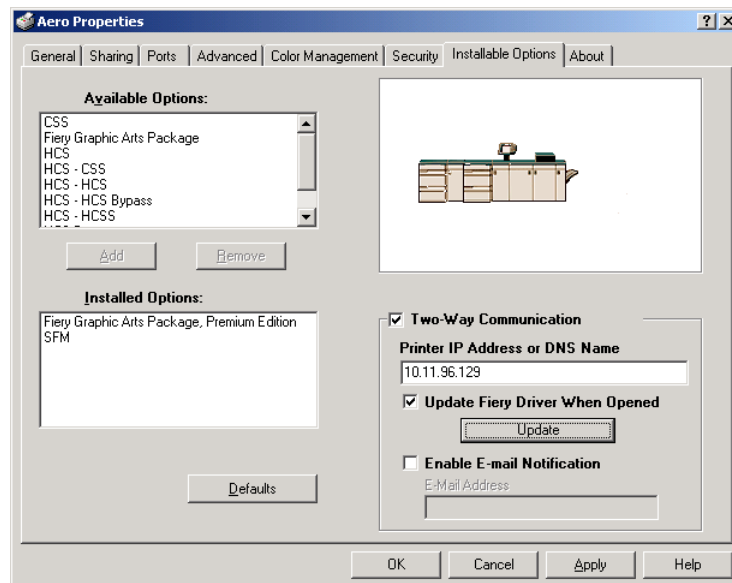 Aero Properties
General
Sharing
Ports
Advanced
Color Management
Security
Installable Options
About
Available Options:
CSS
Fiery Graphic Arts Package
HCS
HCS - CSS
HCS - HCS
HCS - HCS Bypass
HCS - HCSS
Add
Remove
Installed Options:
Fiery Graphic Arts Package, Premium Edition
SFM
Defaults
Two-Way Communication
Printer IP Address or DNS Name
10.11.96.129
Update Fiery Driver When Opened
Update
Enable E-mail Notification
E-Mail Address
OK
Cancel
Apply
Help